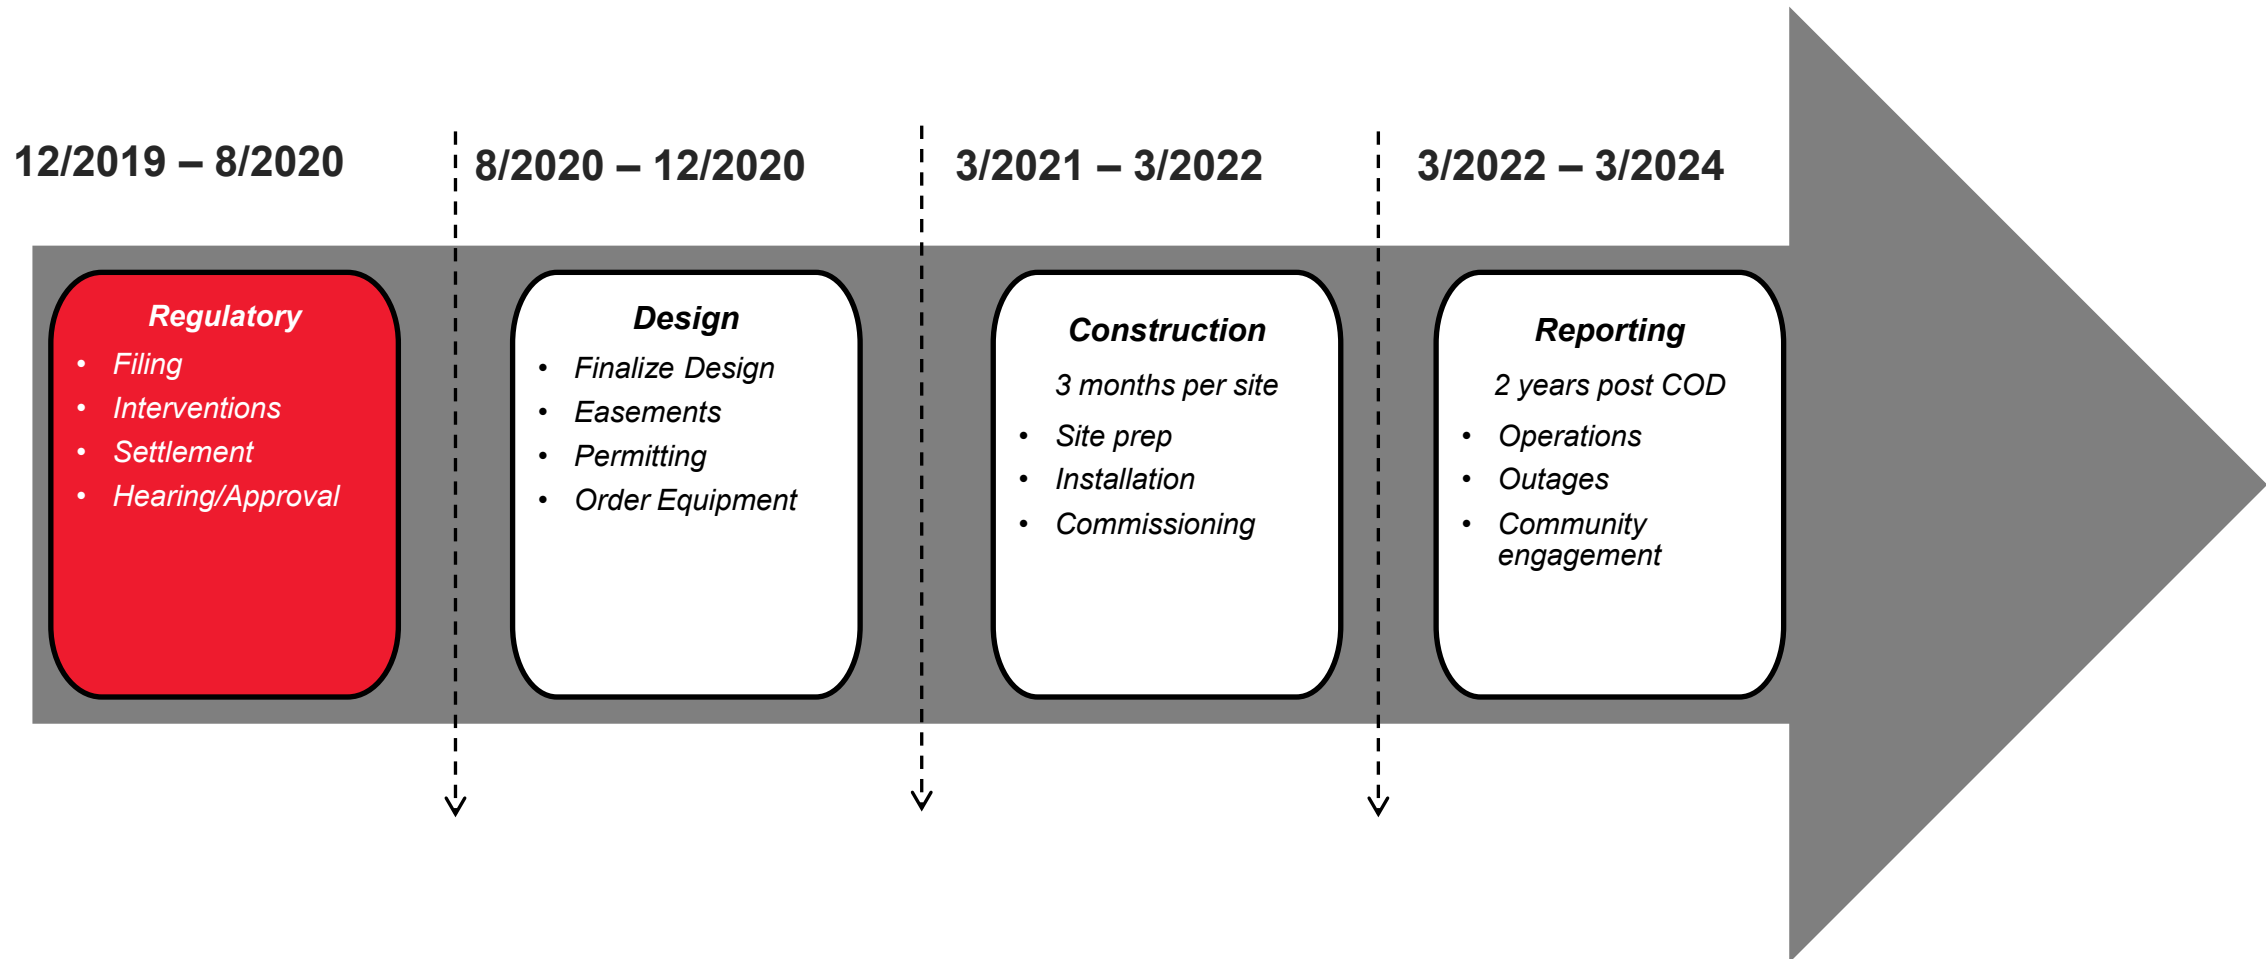 12/2019 – 8/2020
8/2020 – 12/2020
3/2021 – 3/2022
3/2022 – 3/2024
Regulatory
• Filing
• Interventions
• Settlement
• Hearing/Approval
Design
• Finalize Design
• Easements
• Permitting
• Order Equipment
Construction
3 months per site
• Site prep
• Installation
• Commissioning
Reporting
2 years post COD
• Operations
• Outages
• Community
engagement